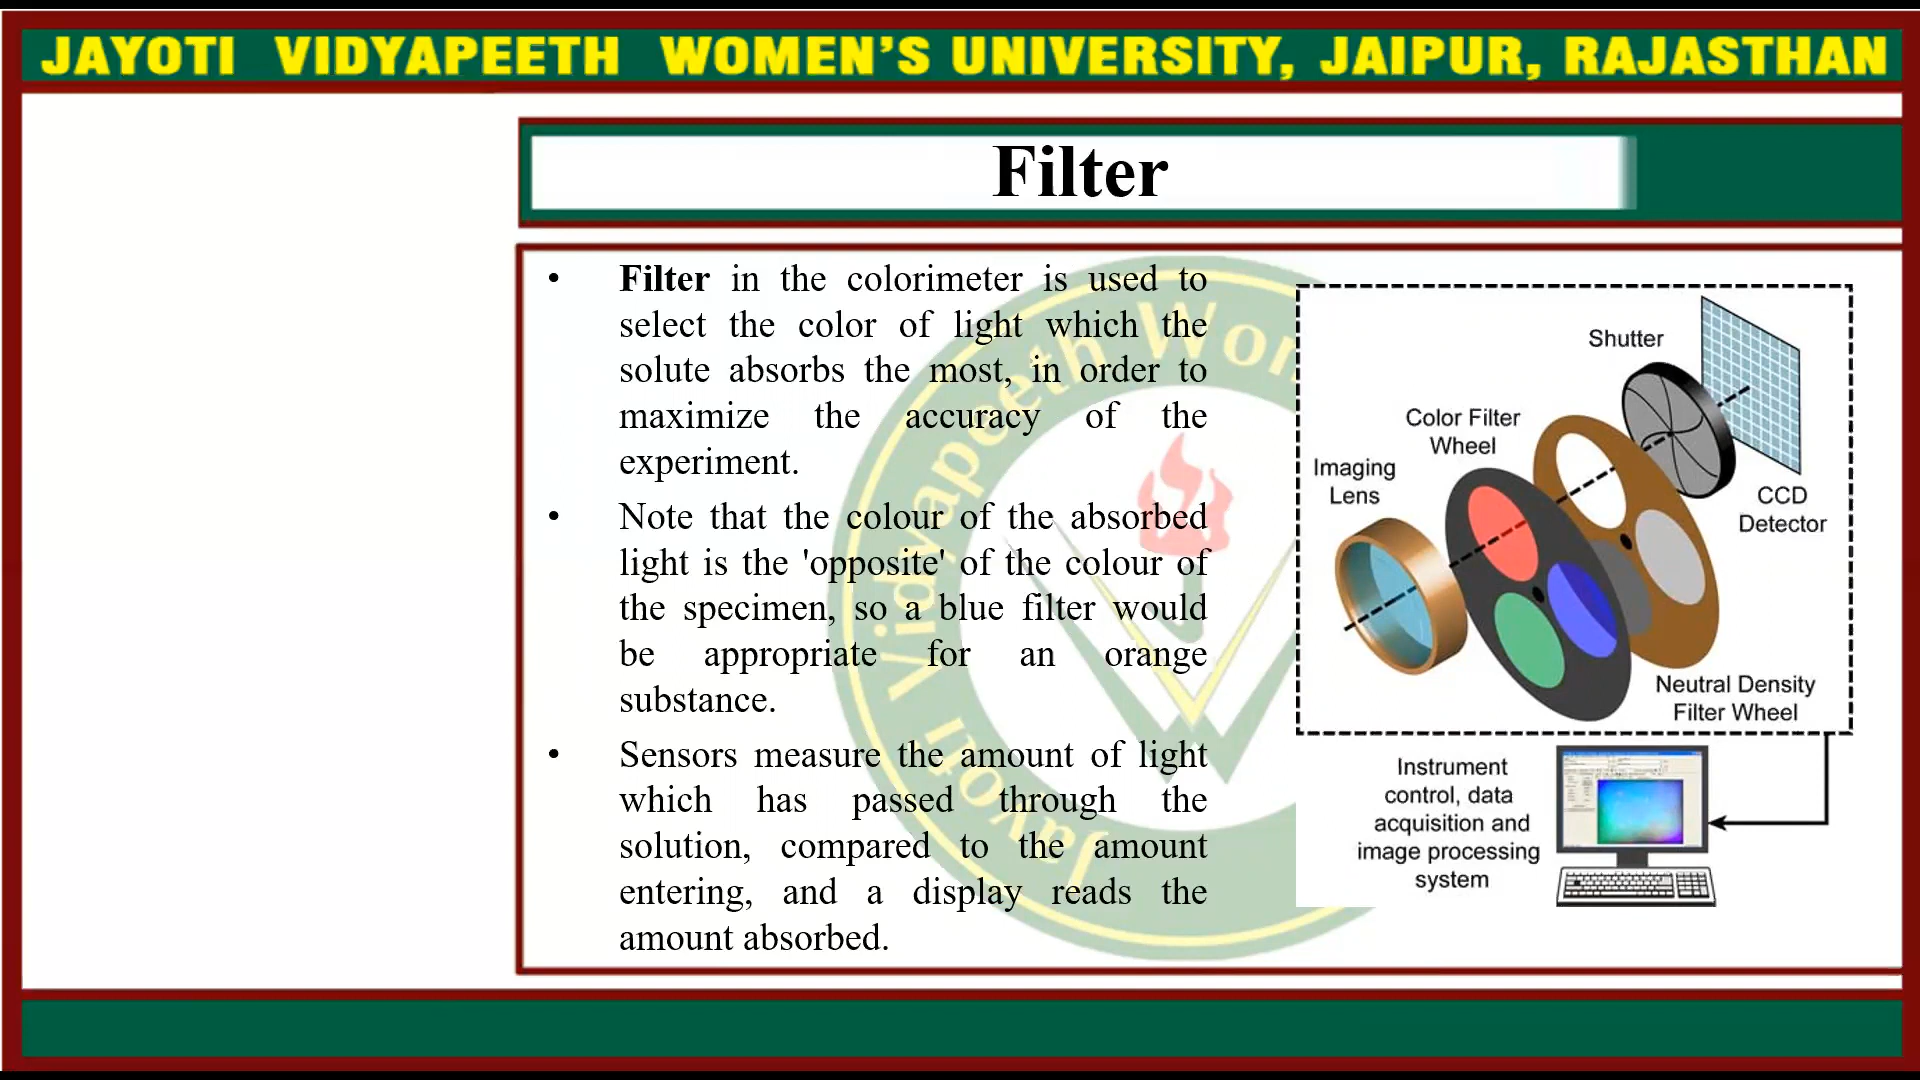 JAYOTI VIDYAPEETH WOMEN'S UNIVERSITY, JAIPUR, RAJASTHAN
Filter
• Filter in the colorimeter is used to
select the color of light which the
solute absorbs the most, in order to
maximize the accuracy of the
experiment.
• Note that the colour of the absorbed
light is the 'opposite' of the colour of
the specimen, so a blue filter would
be appropriate for an orange
substance.
• Sensors measure the amount of light
which has passed through the
solution, compared to the amount
entering, and a display reads the
amount absorbed.
Shutter
Color Filter
Wheel
Imaging
Lens
CCD
Detector
Neutral Density
Filter Wheel
Instrument
control, data
acquisition and
image processing
system
Jayoti Vidyapeeth Wom